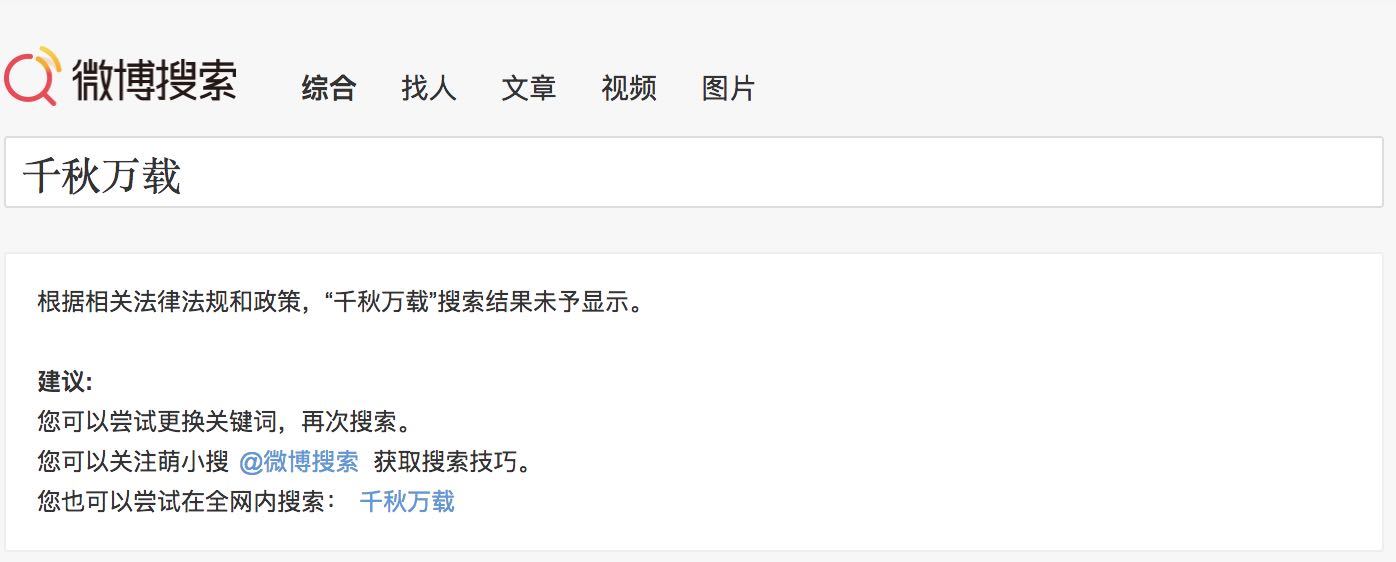 微博搜索 综合 找人 文章 视频 图片
千秋万载
根据相关法律法规和政策，“千秋万载”搜索结果未予显示。
建议:
您可以尝试更换关键词，再次搜索。
您可以关注萌小搜 @微博搜索 获取搜索技巧。
您也可以尝试在全网内搜索： 千秋万载